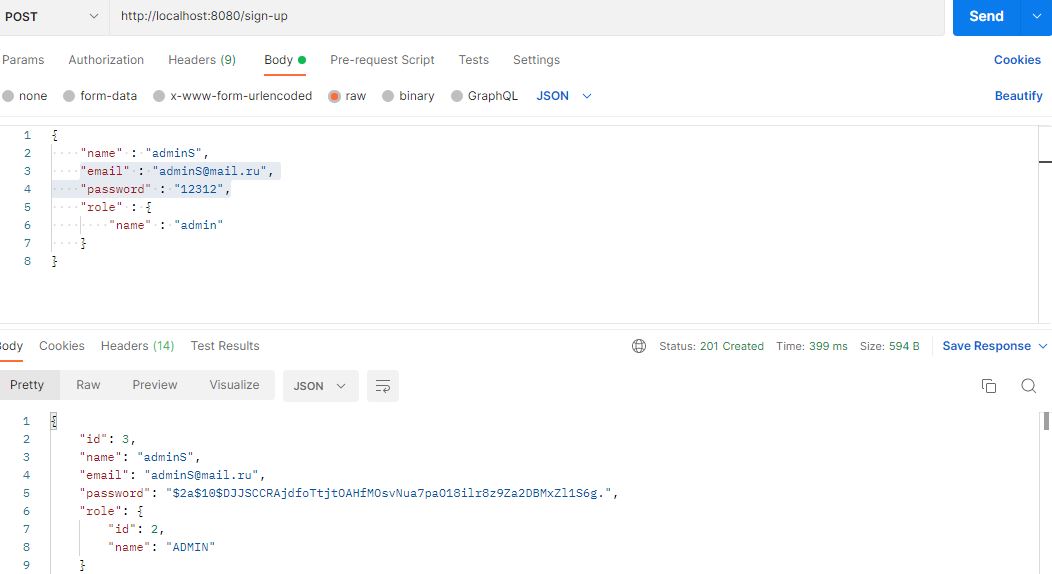 POST http://localhost:8080/sign-up Send
Params Authorization Headers (9) Body Pre-request Script Tests Settings Cookies
none form-data x-www-form-urlencoded raw binary GraphQL JSON Beautify
1 {
2 "name" : "adminS",
3 "email" : "adminS@mail.ru",
4 "password" : "12312",
5 "role" : {
6 "name" : "admin"
7 }
8 }
Body Cookies Headers (14) Test Results Status: 201 Created Time: 399 ms Size: 594 B Save Response
Pretty Raw Preview Visualize JSON
1 {
2 "id": 3,
3 "name": "adminS",
4 "email": "adminS@mail.ru",
5 "password": "$2a$10$DJJSCCRAjdfoTtjtOAHfMOsvNua7paO18ilr8z9Za2DBMxZl1S6g.",
6 "role": {
7 "id": 2,
8 "name": "ADMIN"
9 }